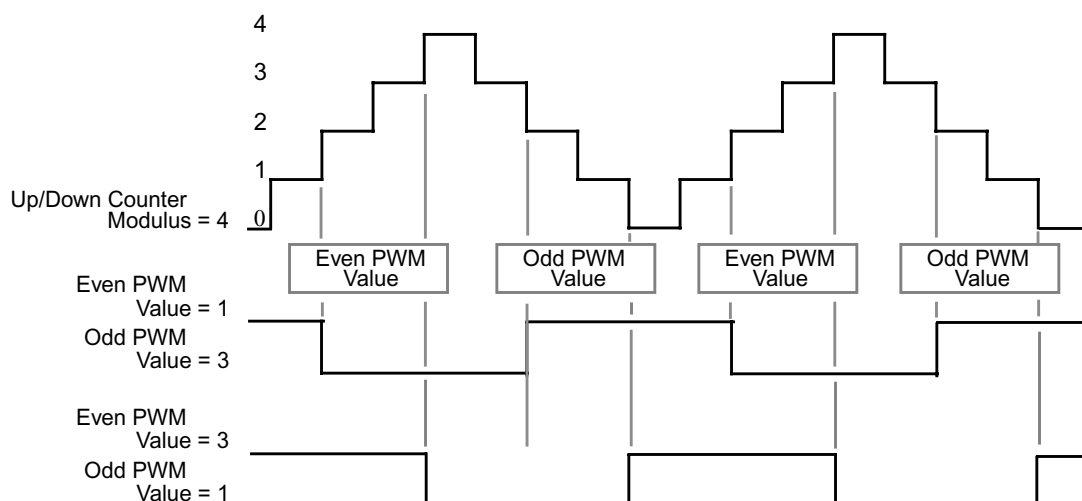 4
3
2
1
Up/Down Counter
Modulus = 4
0
Even PWM
Value
Odd PWM
Value
Even PWM
Value
Odd PWM
Value
Even PWM
Value = 1
Odd PWM
Value = 3
Even PWM
Value = 3
Odd PWM
Value = 1